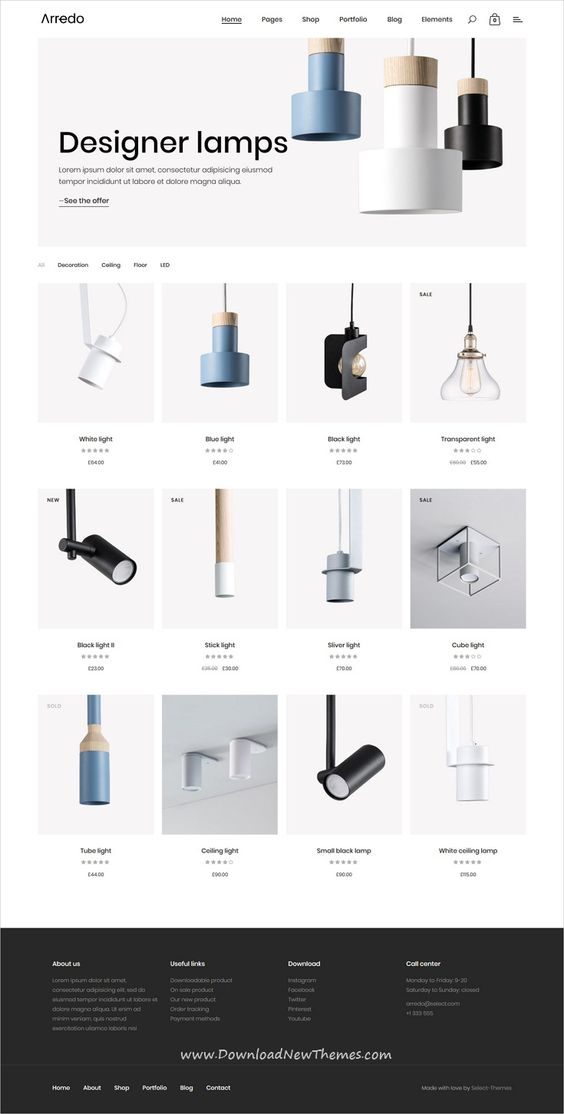 Arredo
Home Pages Shop Portfolio Blog Elements 0
Designer lamps
Lorem ipsum dolor sit amet, consectetur adipisicing eiusmod
tempor incididunt ut labore et dolore magna aliqua.
—See the offer
All Decoration Ceiling Floor LED
SALE
White light Blue light Black light Transparent light
£64.00 £41.00 £73.00 £60.00 £55.00
NEW SALE SALE
Black light II Stick light Sliver light Cube light
£23.00 £35.00 £30.00 £70.00 £80.00 £70.00
SOLD SOLD
Tube light Ceiling light Small black lamp White ceiling lamp
£44.00 £90.00 £90.00 £115.00
About us
Lorem ipsum dolor sit amet,
consectetur adipisicing elit, sed do
eiusmod tempor incididunt ut labore et
dolore magna aliqua. Ut enim ad
minim veniam, quis nostrud
exercitation ullamco laboris nisi
Useful links
Downloadable product
On sale product
Our new product
Order tracking
Payment methods
Download
Instagram
Facebook
Twitter
Pinterest
Youtube
Call center
Monday to Friday: 9-20
Saturday to Sunday: closed
arredo@select.com
+1 333 555
www.DownloadNewThemes.com
Home About Shop Portfolio Blog Contact
Made with love by Select-Themes